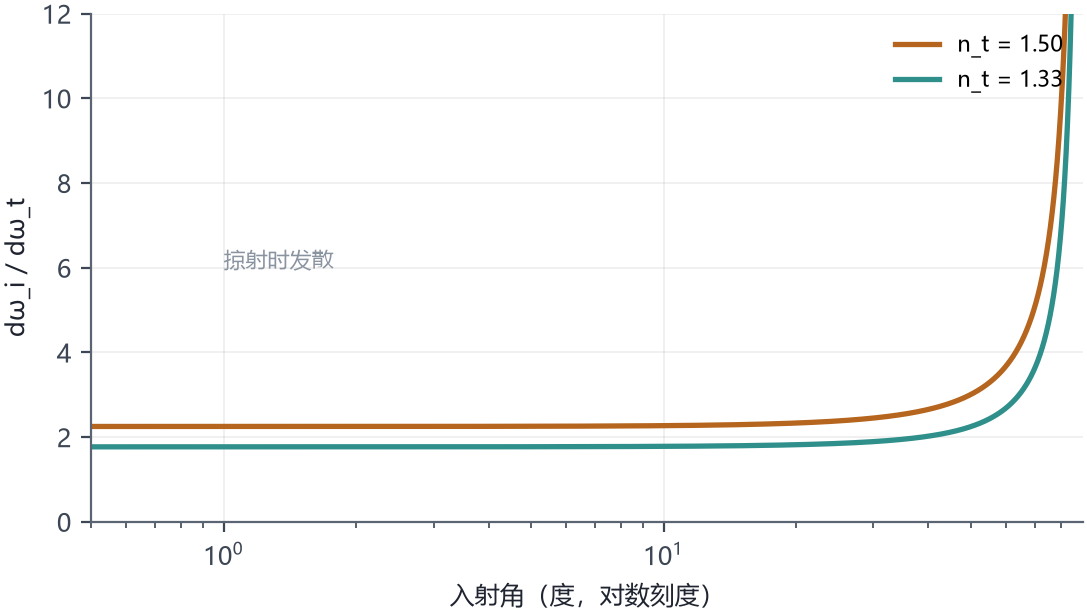 12
10
8
6
4
2
0
dω_i / dω_t
n_t = 1.50
n_t = 1.33
掠射时发散
10⁰
10¹
入射角（度，对数刻度）